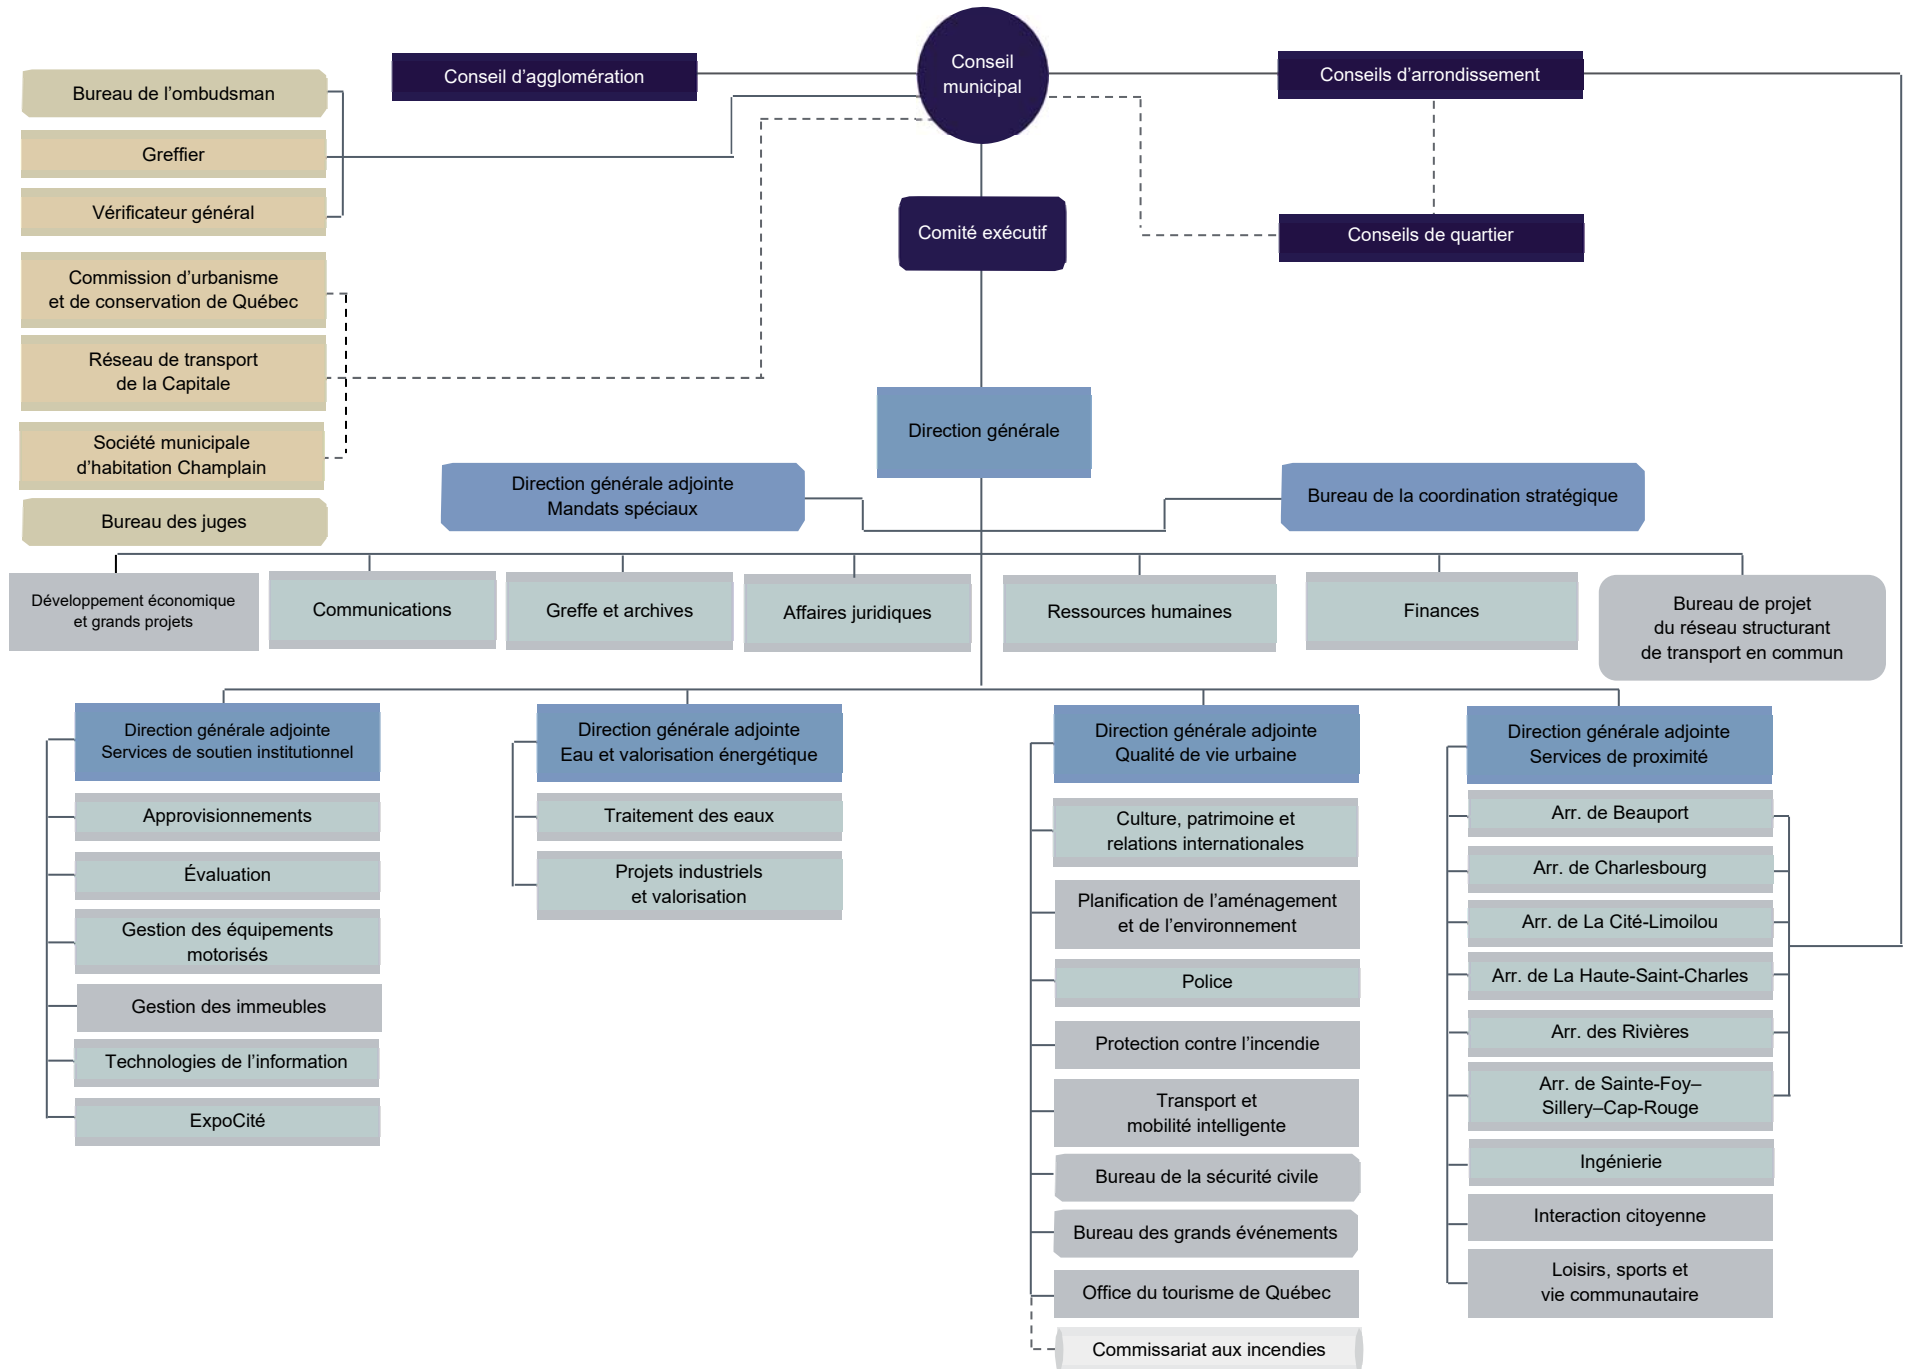 Conseil
municipal
Conseil d’agglomération
Conseils d’arrondissement
Bureau de l’ombudsman
Greffier
Vérificateur général
Comité exécutif
Conseils de quartier
Commission d’urbanisme
et de conservation de Québec
Réseau de transport
de la Capitale
Société municipale
d’habitation Champlain
Bureau des juges
Direction générale
Direction générale adjointe
Mandats spéciaux
Bureau de la coordination stratégique
Développement économique
et grands projets
Communications
Greffe et archives
Affaires juridiques
Ressources humaines
Finances
Bureau de projet
du réseau structurant
de transport en commun
Direction générale adjointe
Services de soutien institutionnel
Approvisionnements
Évaluation
Gestion des équipements
motorisés
Gestion des immeubles
Technologies de l’information
ExpoCité
Direction générale adjointe
Eau et valorisation énergétique
Traitement des eaux
Projets industriels
et valorisation
Direction générale adjointe
Qualité de vie urbaine
Culture, patrimoine et
relations internationales
Planification de l’aménagement
et de l’environnement
Police
Protection contre l’incendie
Transport et
mobilité intelligente
Bureau de la sécurité civile
Bureau des grands événements
Office du tourisme de Québec
Commissariat aux incendies
Direction générale adjointe
Services de proximité
Arr. de Beauport
Arr. de Charlesbourg
Arr. de La Cité-Limoilou
Arr. de La Haute-Saint-Charles
Arr. des Rivières
Arr. de Sainte-Foy–
Sillery–Cap-Rouge
Ingénierie
Interaction citoyenne
Loisirs, sports et
vie communautaire